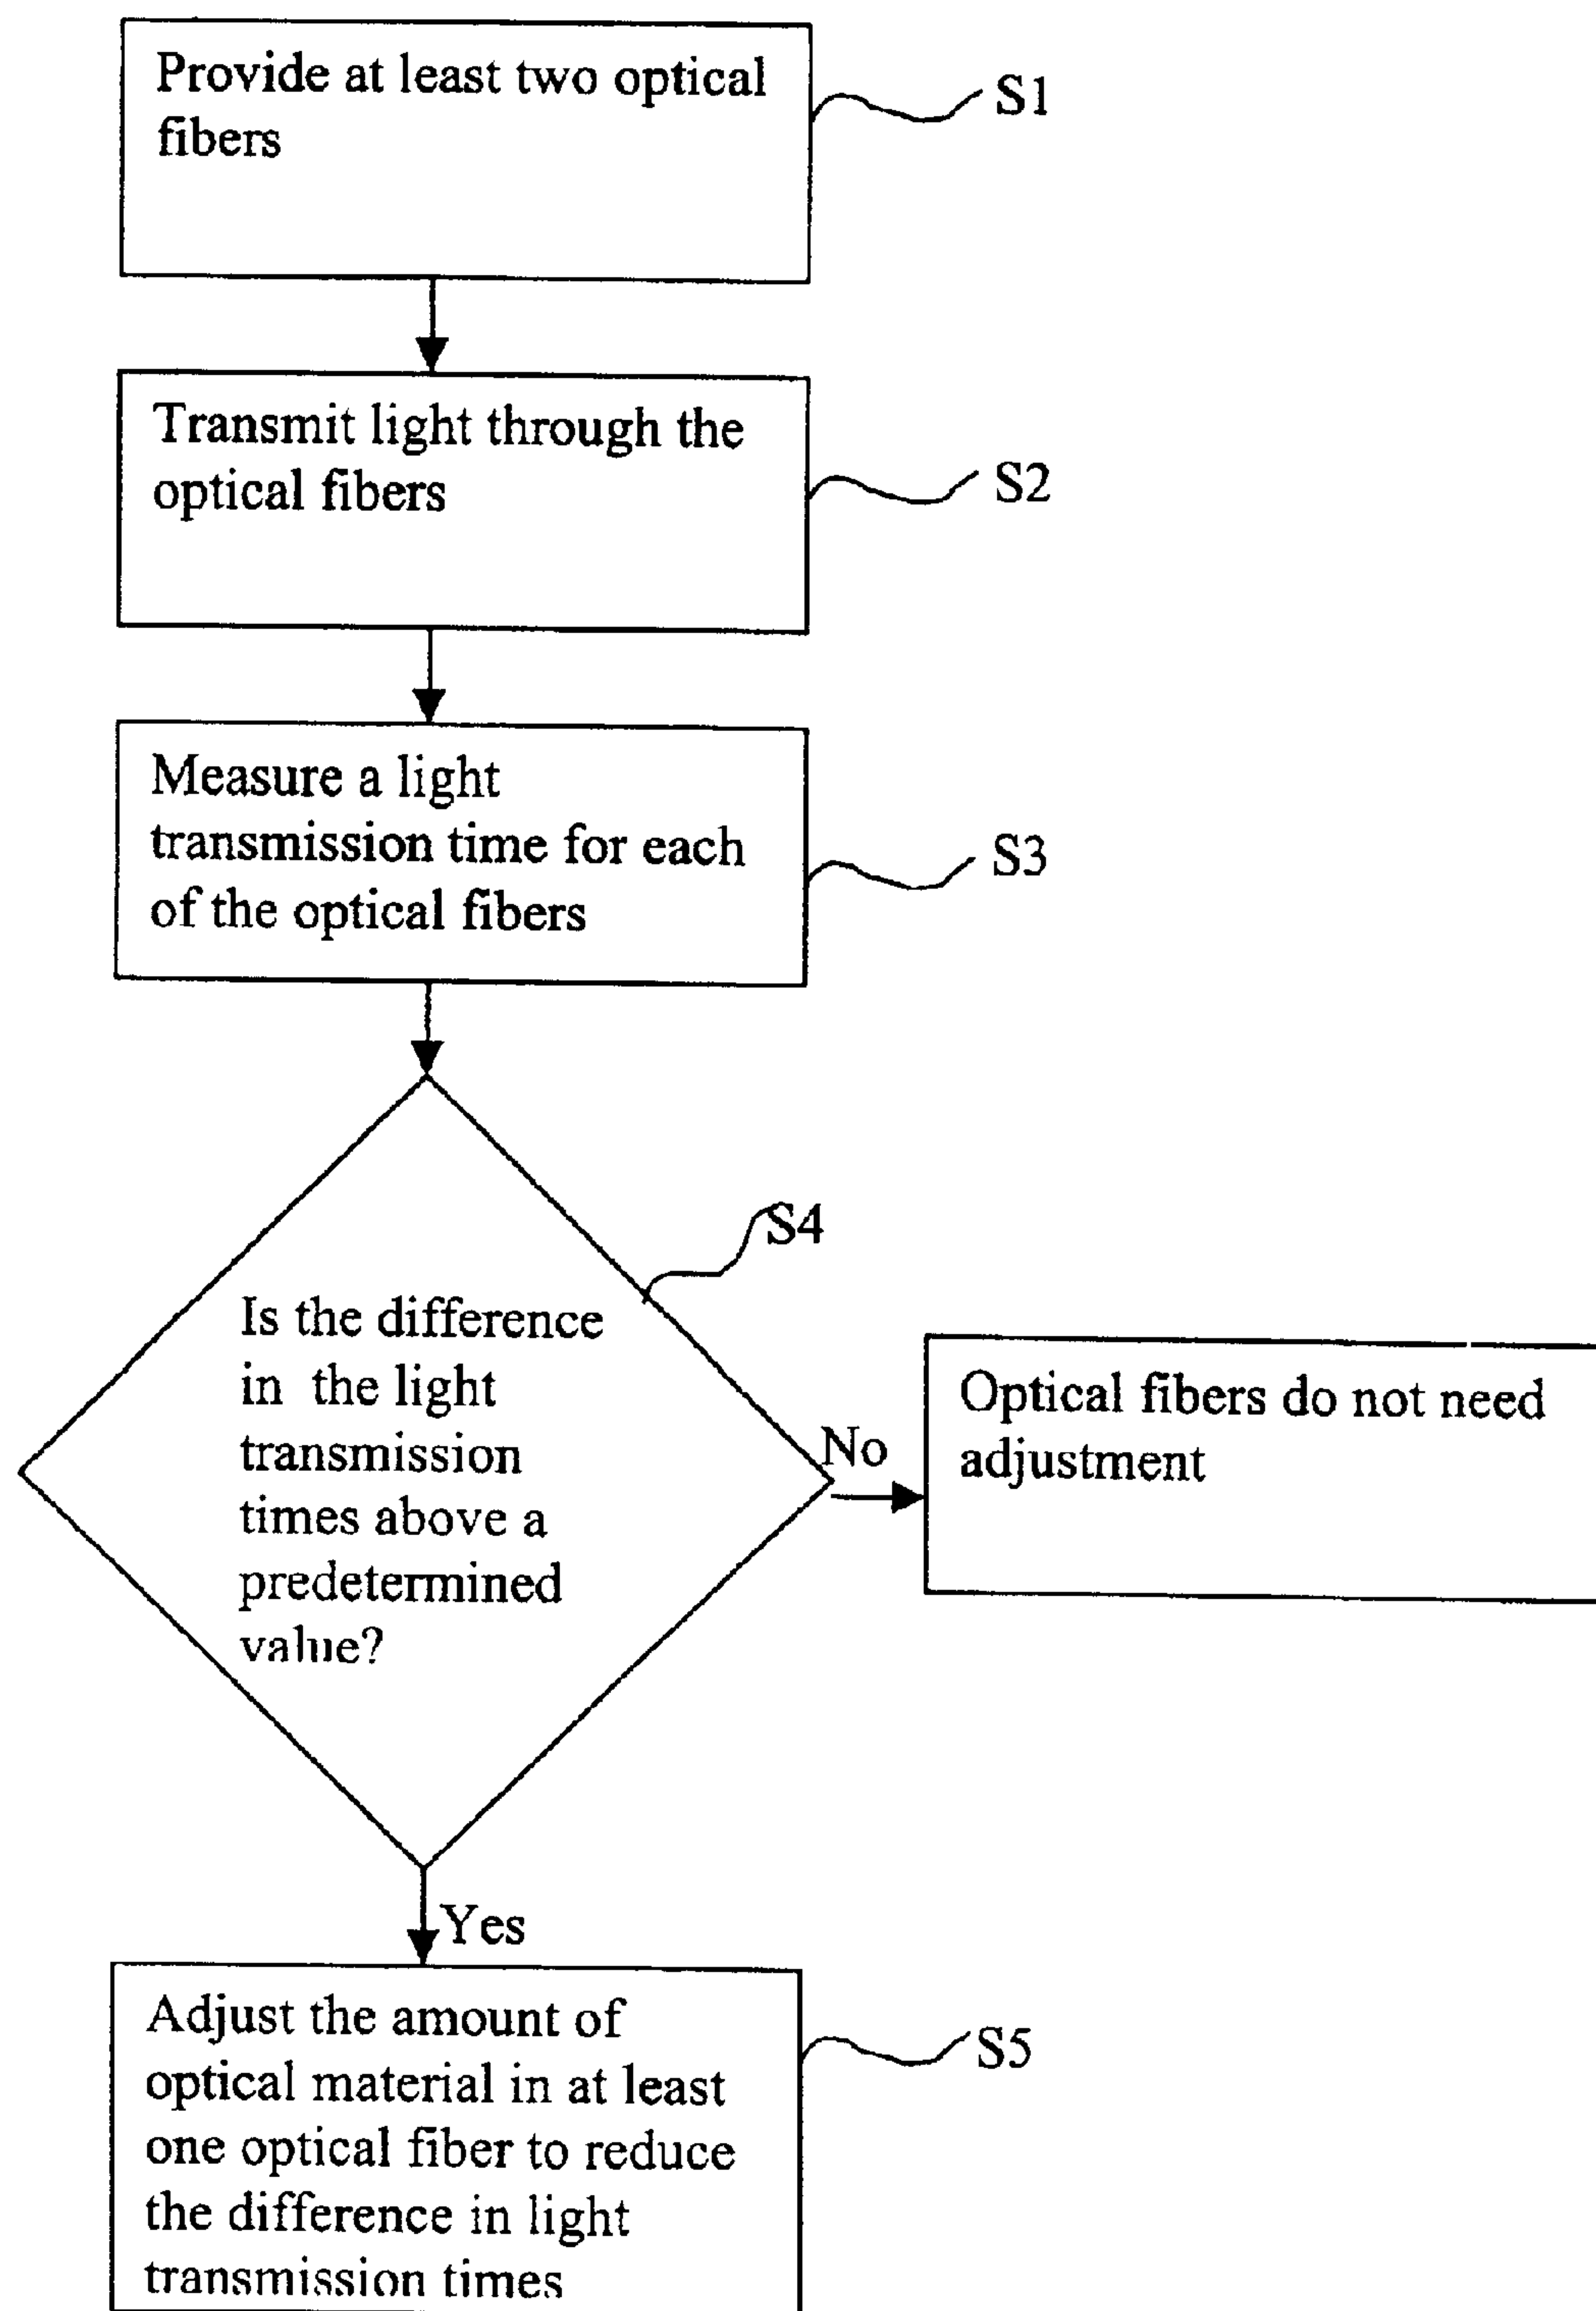 Provide at least two optical
fibers
S1
Transmit light through the
optical fibers
S2
Measure a light
transmission time for each
of the optical fibers
S3
S4
Is the difference
in the light
transmission
times above a
predetermined
value?
No
Optical fibers do not need
adjustment
Yes
Adjust the amount of
optical material in at least
one optical fiber to reduce
the difference in light
transmission times
S5